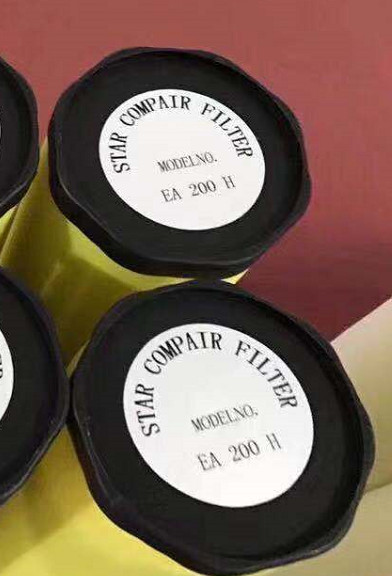 STAR COMPAIR FILTER
MODELNO.
EA 200 H
STAR COMPAIR FILTER
MODELNO.
EA 200 H